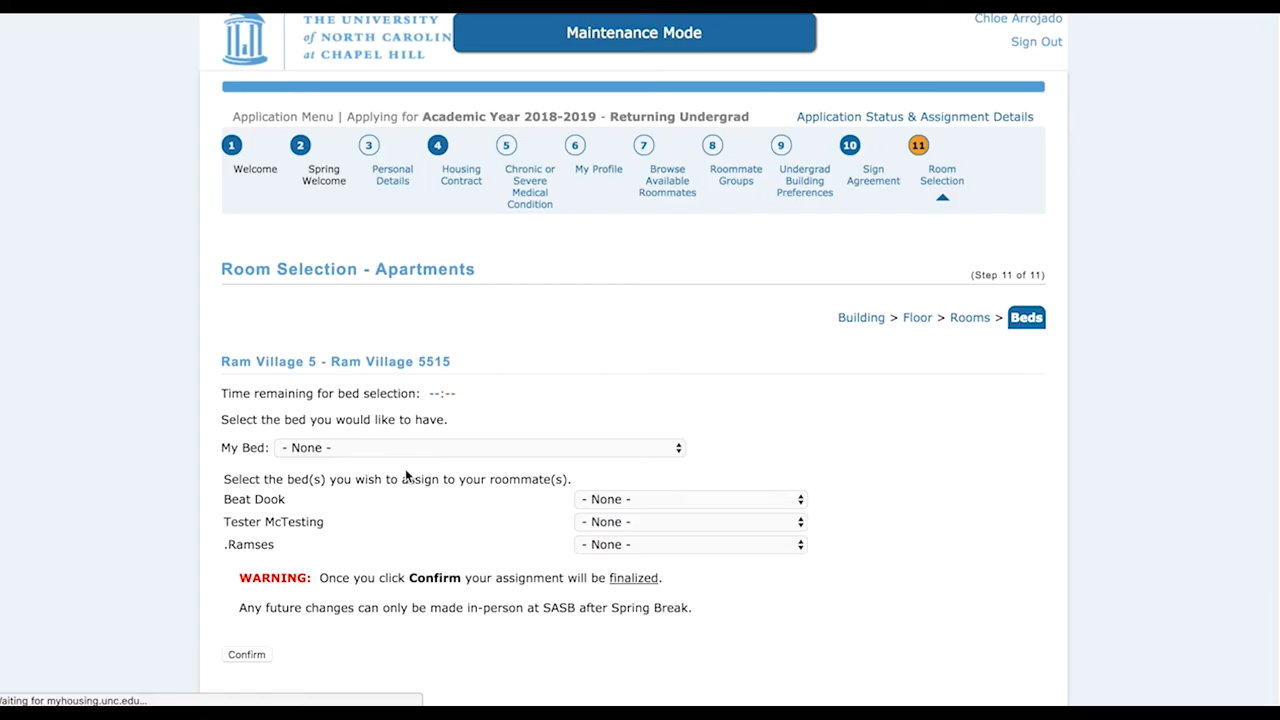 THE UNIVERSITY
of NORTH CAROLINA
at CHAPEL HILL
Maintenance Mode
Chloe Arrojado
Sign Out
Application Menu | Applying for Academic Year 2018-2019 - Returning Undergrad
Application Status & Assignment Details
1 2 3 4 5 6 7 8 9 10 11
Welcome
Spring
Welcome
Personal
Details
Housing
Contract
Chronic or
Severe
Medical
Condition
My Profile
Browse
Available
Roommates
Roommate
Groups
Undergrad
Building
Preferences
Sign
Agreement
Room
Selection
Room Selection - Apartments
(Step 11 of 11)
Building > Floor > Rooms > Beds
Ram Village 5 - Ram Village 5515
Time remaining for bed selection: --:--
Select the bed you would like to have.
My Bed: - None -
Select the bed(s) you wish to assign to your roommate(s).
Beat Dook - None -
Tester McTesting - None -
.Ramses - None -
WARNING: Once you click Confirm your assignment will be finalized.
Any future changes can only be made in-person at SASB after Spring Break.
Confirm
Waiting for myhousing.unc.edu...